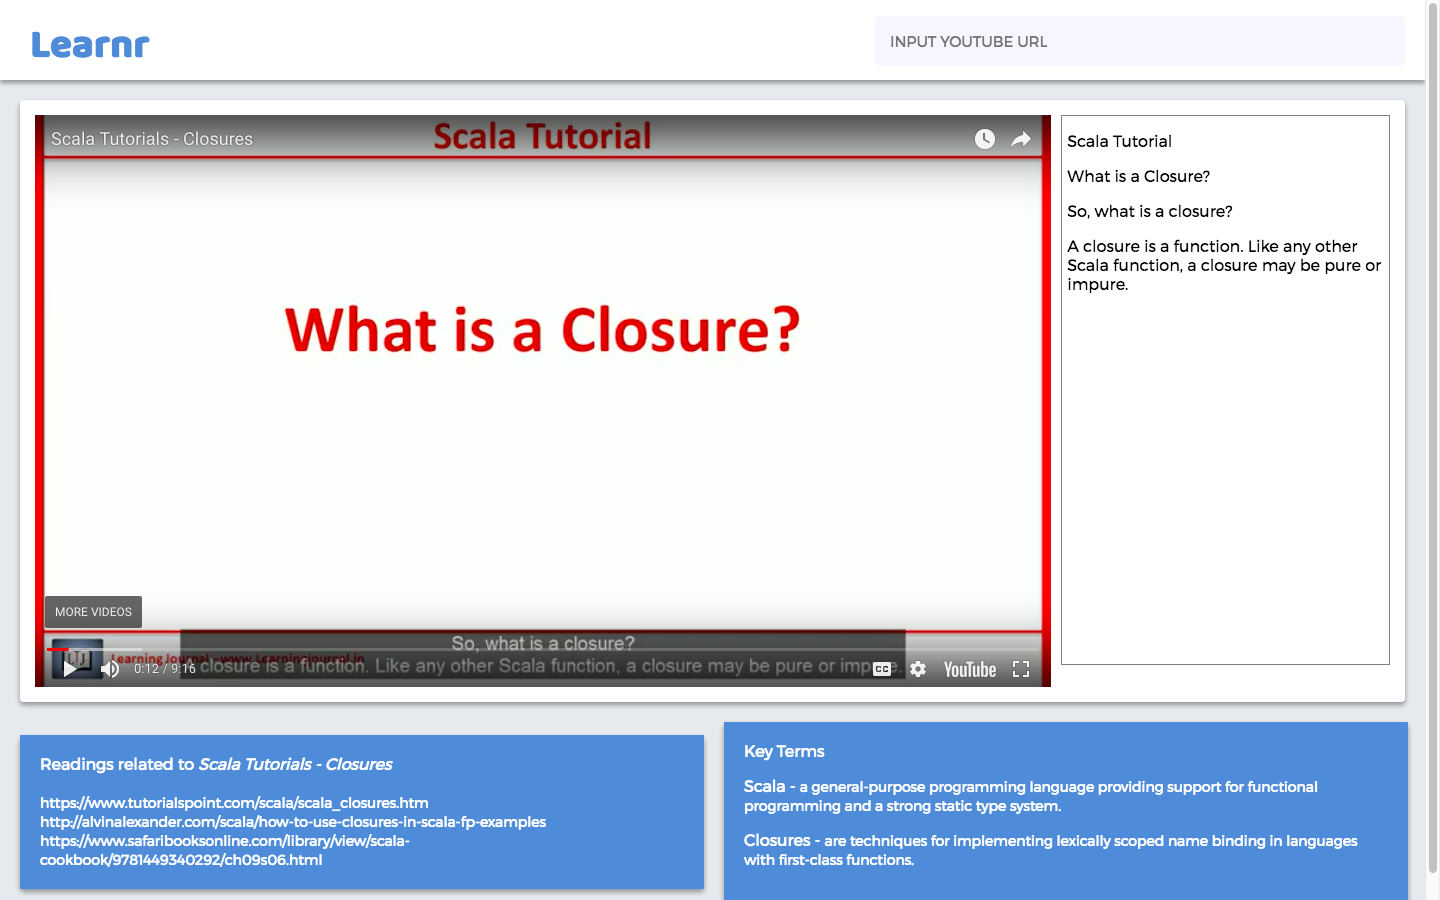 Learnr
INPUT YOUTUBE URL
Scala Tutorials - Closures
Scala Tutorial
What is a Closure?
MORE VIDEOS
So, what is a closure?
closure is a function. Like any other Scala function, a closure may be pure or impure.
Learning Journal - www.Learningjournal.in
0:12 / 9:16
CC
YouTube
Scala Tutorial
What is a Closure?
So, what is a closure?
A closure is a function. Like any other
Scala function, a closure may be pure or
impure.
Readings related to Scala Tutorials - Closures
https://www.tutorialspoint.com/scala/scala_closures.htm
http://alvinalexander.com/scala/how-to-use-closures-in-scala-fp-examples
https://www.safaribooksonline.com/library/view/scala-
cookbook/9781449340292/ch09s06.html
Key Terms
Scala - a general-purpose programming language providing support for functional
programming and a strong static type system.
Closures - are techniques for implementing lexically scoped name binding in languages
with first-class functions.